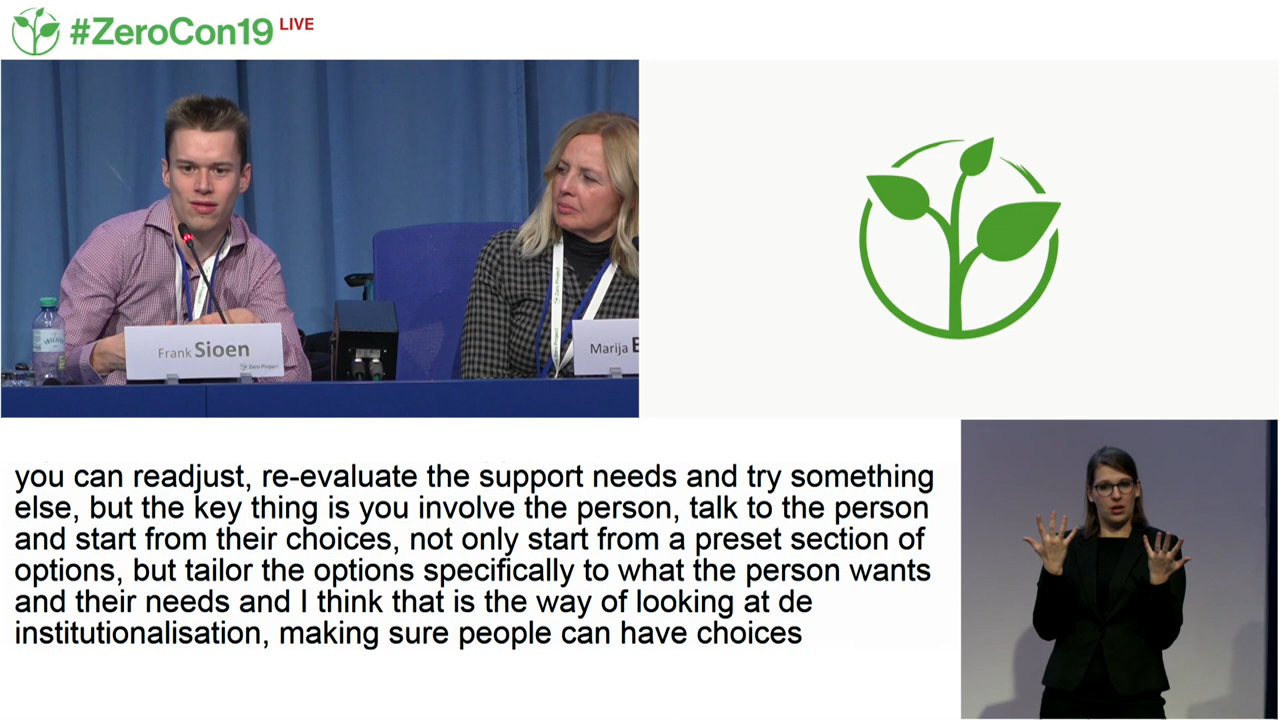 #ZeroCon19 LIVE
Frank Sioen
Zero Project
Marija
you can readjust, re-evaluate the support needs and try something
else, but the key thing is you involve the person, talk to the person
and start from their choices, not only start from a preset section of
options, but tailor the options specifically to what the person wants
and their needs and I think that is the way of looking at de
institutionalisation, making sure people can have choices